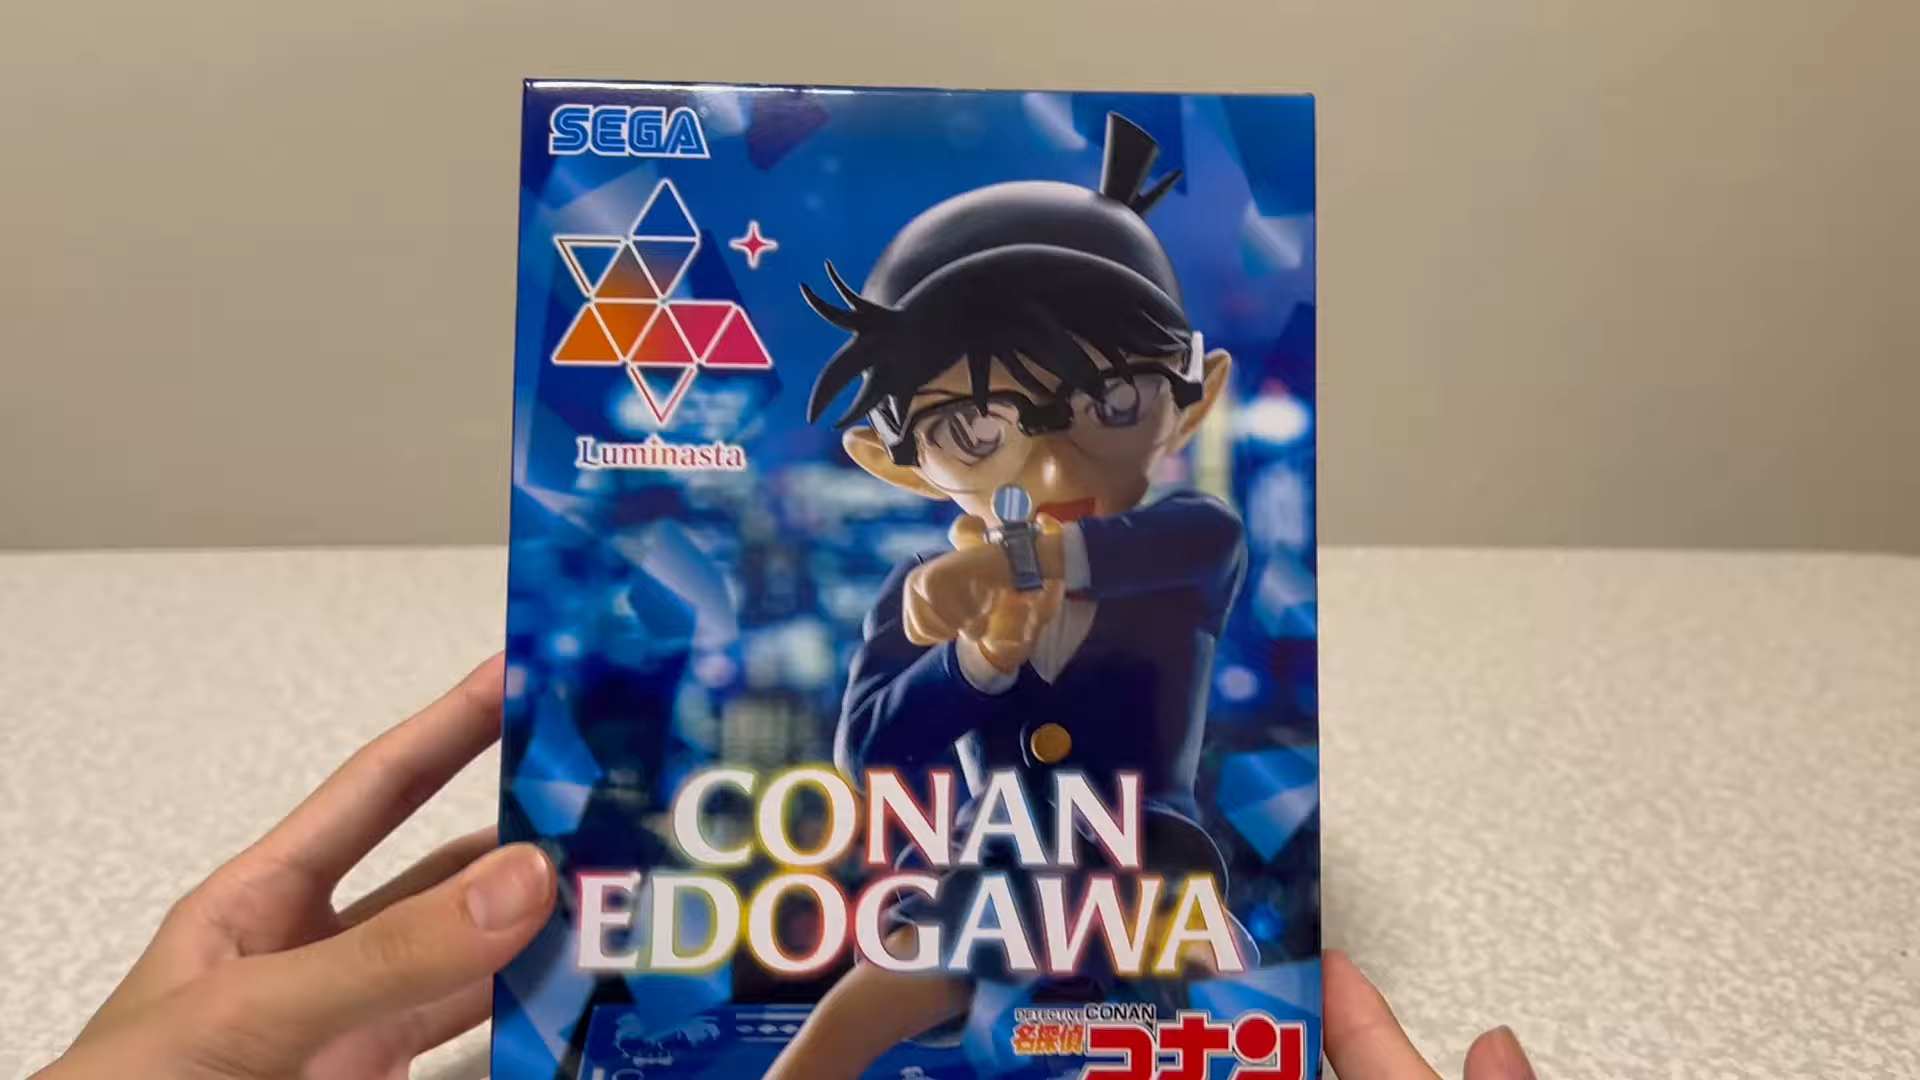 SEGA
Luminasta
CONAN
EDOGAWA
DETECTIVE CONAN
名探偵
コナン